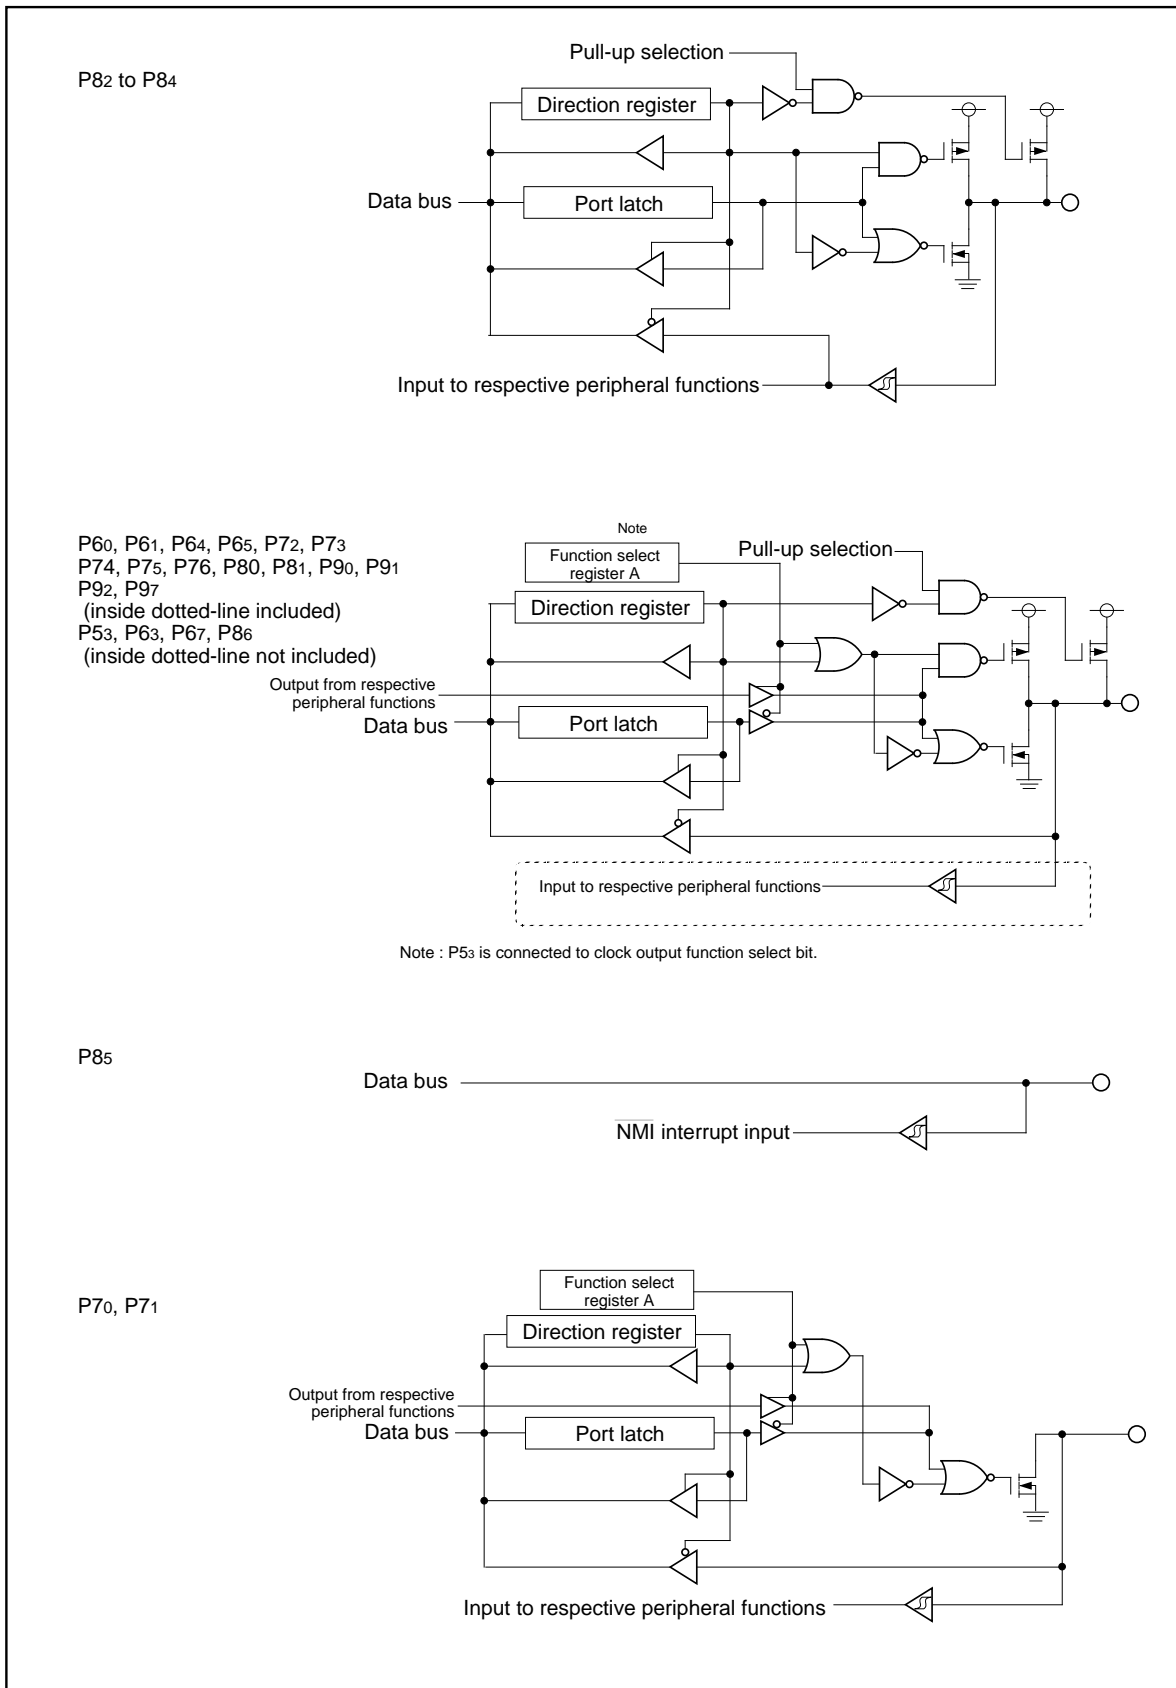 Pull-up selection
P82 to P84
Direction register
Data bus
Port latch
Input to respective peripheral functions
P60, P61, P64, P65, P72, P73
P74, P75, P76, P80, P81, P90, P91
P92, P97
(inside dotted-line included)
P53, P63, P67, P86
(inside dotted-line not included)
Note
Function select
register A
Pull-up selection
Direction register
Output from respective
peripheral functions
Data bus
Port latch
Input to respective peripheral functions
Note : P53 is connected to clock output function select bit.
P85
Data bus
NMI interrupt input
P70, P71
Function select
register A
Direction register
Output from respective
peripheral functions
Data bus
Port latch
Input to respective peripheral functions